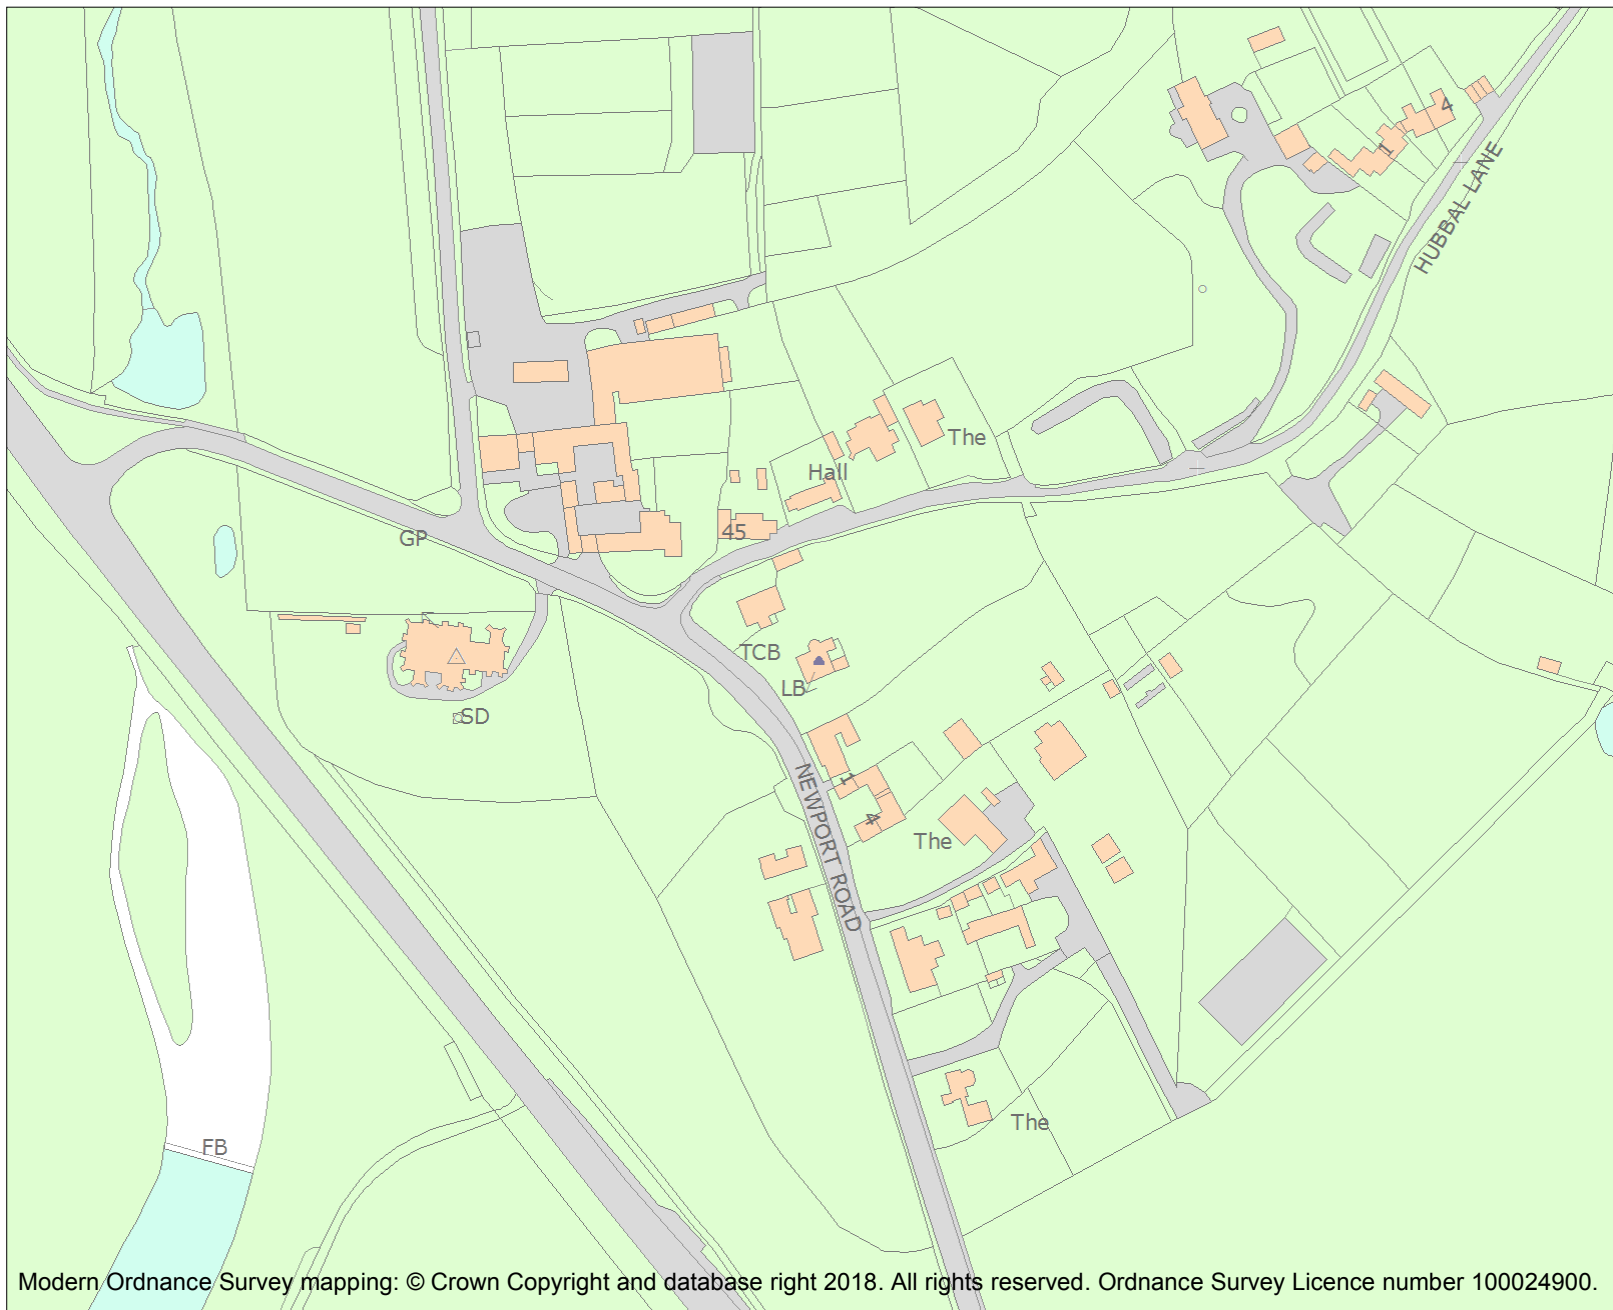 4
1
HUBBAL LANE
The
Hall
45
GP
TCB
LB
SD
1
NEWPORT ROAD
4
The
The
FB
Modern Ordnance Survey mapping: © Crown Copyright and database right 2018. All rights reserved. Ordnance Survey Licence number 100024900.